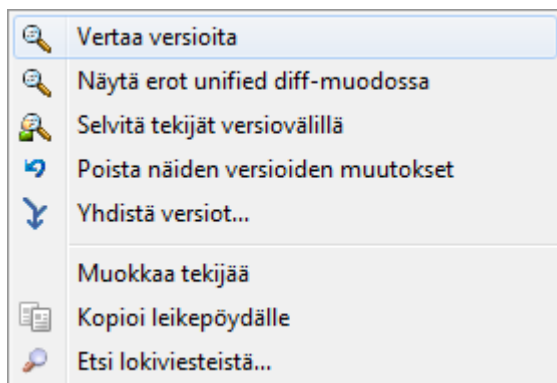 Vertaa versioita
Näytä erot unified diff-muodossa
Selvitä tekijät versiovälillä
Poista näiden versioiden muutokset
Yhdistä versiot...
Muokkaa tekijää
Kopioi leikepöydälle
Etsi lokiviesteistä...